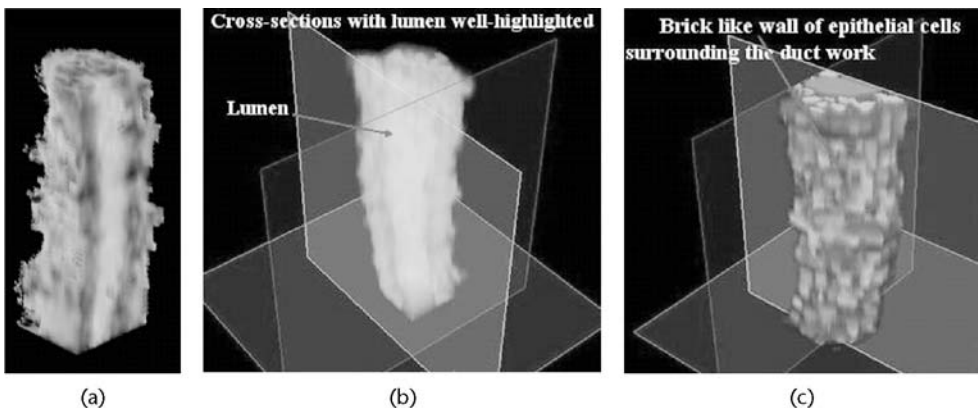 Cross-sections with lumen well-highlighted
Lumen
Brick like wall of epithelial cells
surrounding the duct work
(a)
(b)
(c)